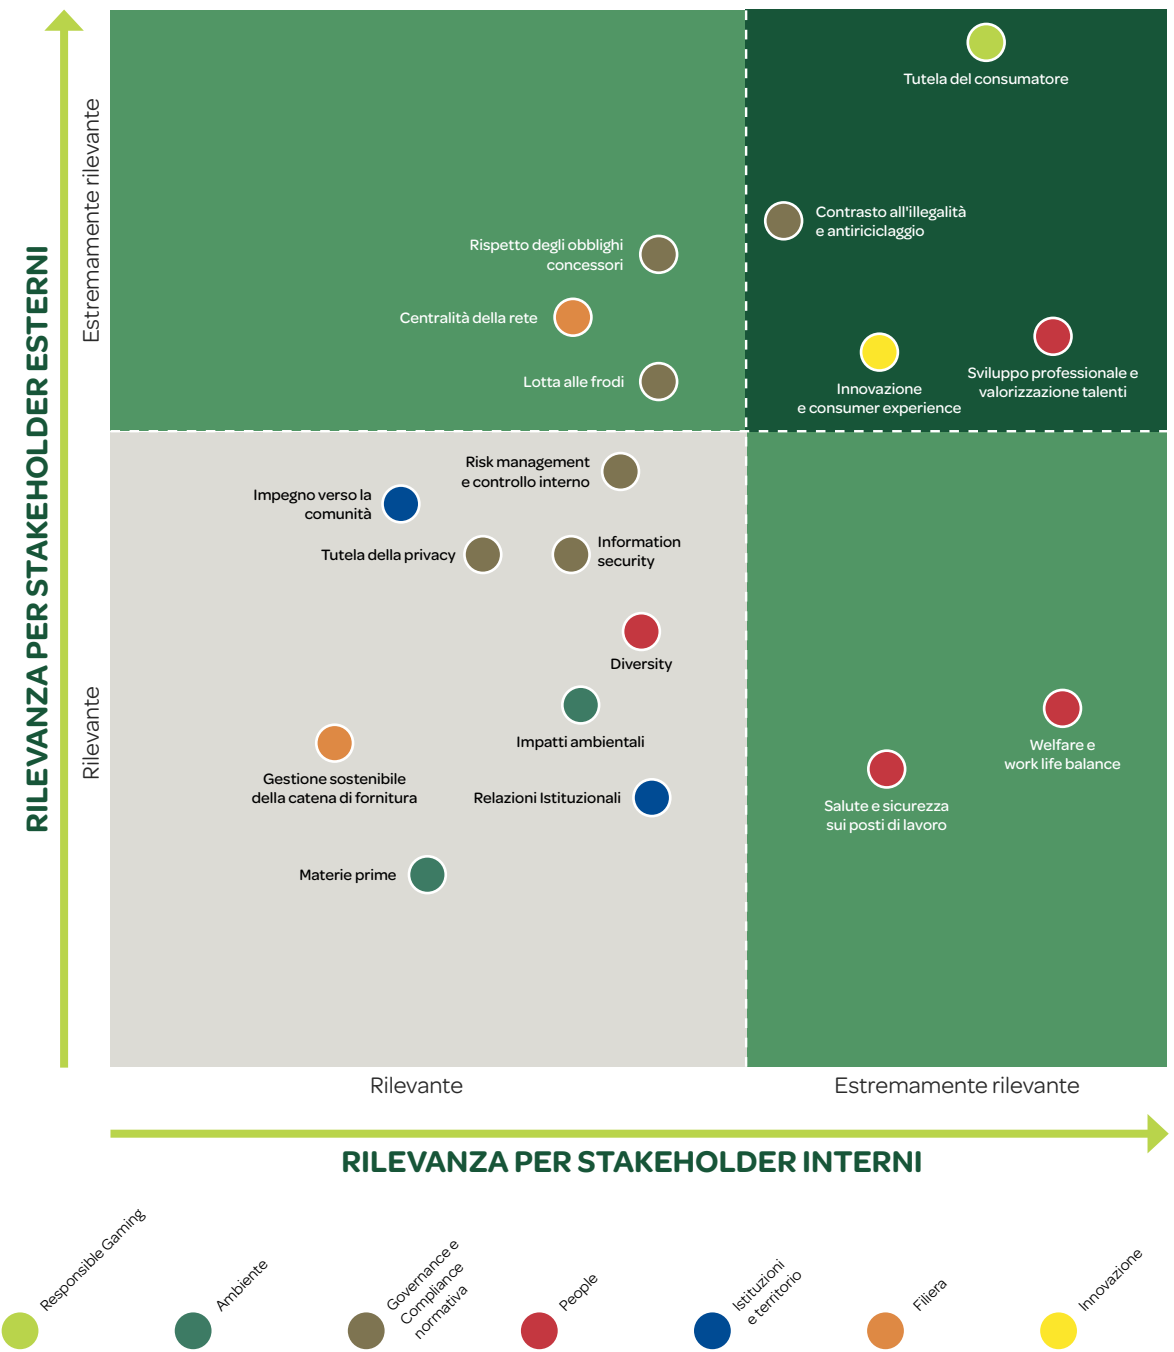 RILEVANZA PER STAKEHOLDER ESTERNI
Estremamente rilevante
Rilevante
Tutela del consumatore
Contrasto all'illegalità
e antiriciclaggio
Rispetto degli obblighi
concessori
Centralità della rete
Lotta alle frodi
Innovazione
e consumer experience
Sviluppo professionale e
valorizzazione talenti
Risk management
e controllo interno
Impegno verso la
comunità
Tutela della privacy
Information
security
Diversity
Impatti ambientali
Gestione sostenibile
della catena di fornitura
Relazioni Istituzionali
Materie prime
Welfare e
work life balance
Salute e sicurezza
sui posti di lavoro
Rilevante
Estremamente rilevante
RILEVANZA PER STAKEHOLDER INTERNI
Responsible Gaming
Ambiente
Governance e
Compliance
normativa
People
Istituzioni
e territorio
Filiera
Innovazione